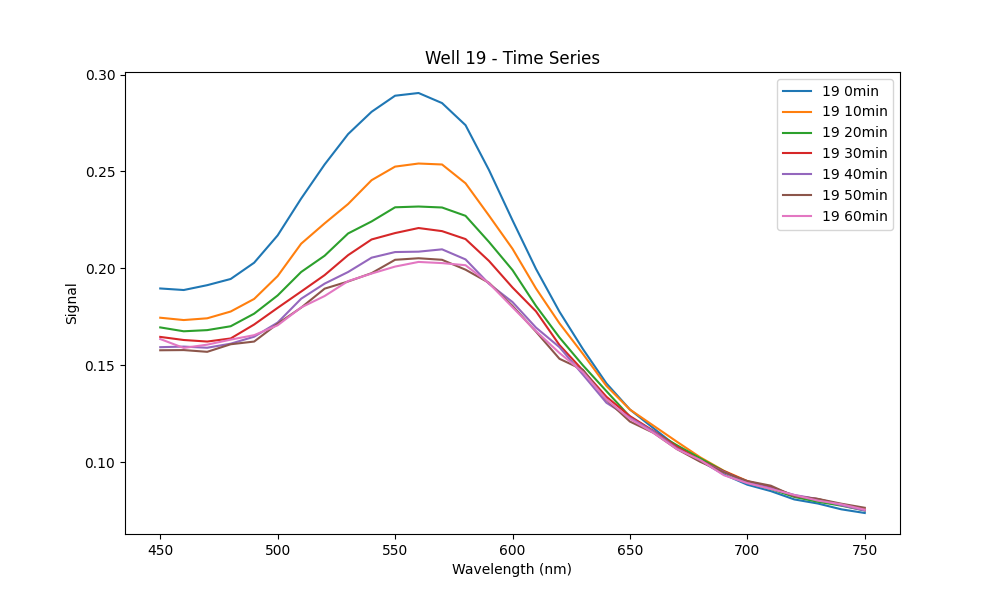 Well 19 - Time Series
0.30
0.25
0.20
0.15
0.10
Signal
450 500 550 600 650 700 750
Wavelength (nm)
19 0min
19 10min
19 20min
19 30min
19 40min
19 50min
19 60min